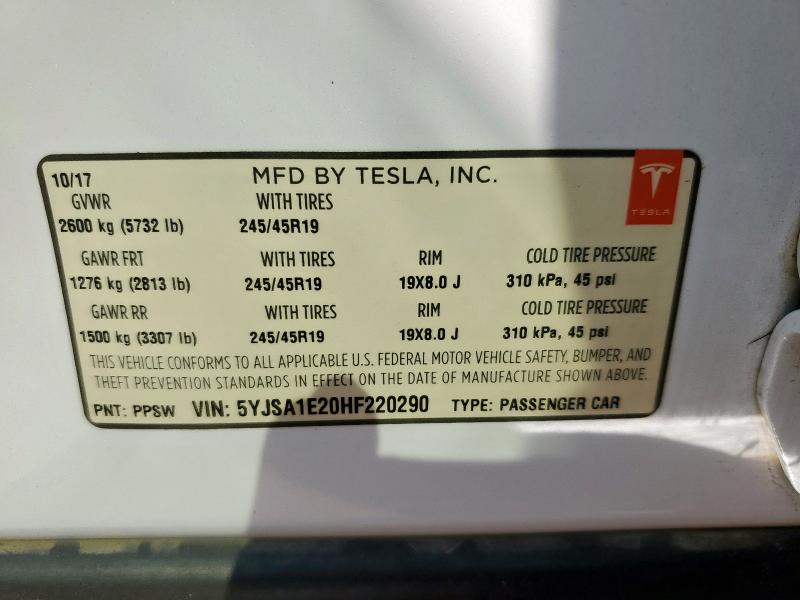 10/17 MFD BY TESLA, INC.
TESLA
GVWR WITH TIRES
2600 kg (5732 lb) 245/45R19
GAWR FRT WITH TIRES RIM COLD TIRE PRESSURE
1276 kg (2813 lb) 245/45R19 19X8.0 J 310 kPa, 45 psi
GAWR RR WITH TIRES RIM COLD TIRE PRESSURE
1500 kg (3307 lb) 245/45R19 19X8.0 J 310 kPa, 45 psi
THIS VEHICLE CONFORMS TO ALL APPLICABLE U.S. FEDERAL MOTOR VEHICLE SAFETY, BUMPER, AND
THEFT PREVENTION STANDARDS IN EFFECT ON THE DATE OF MANUFACTURE SHOWN ABOVE.
PNT: PPSW VIN: 5YJSA1E20HF220290 TYPE: PASSENGER CAR